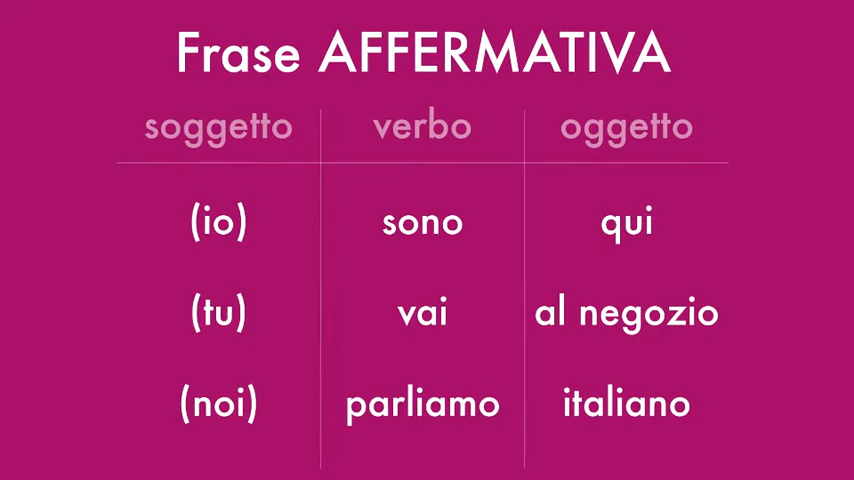 Frase AFFERMATIVA
soggetto verbo oggetto
(io) sono qui
(tu) vai al negozio
(noi) parliamo italiano